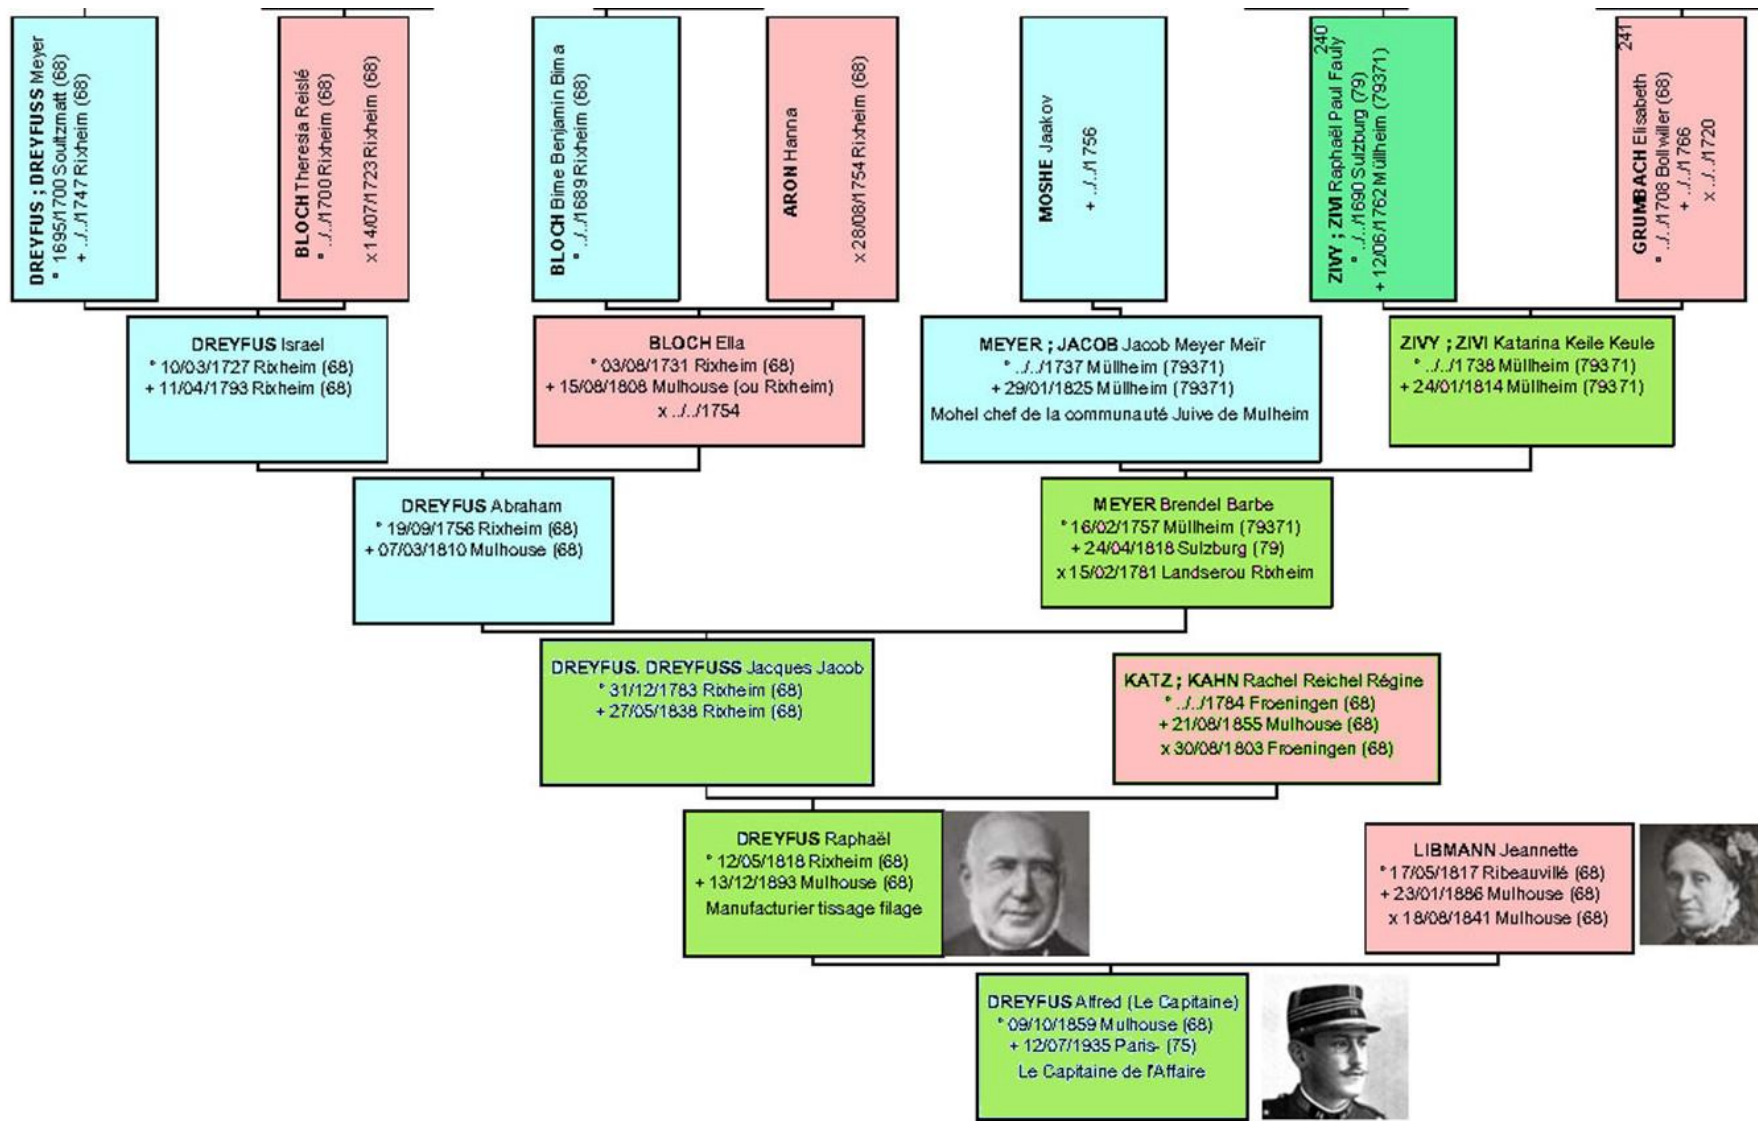 DREYFUS ; DREYFUSS Meyer
° 1695/1700 Soultzmatt (68)
+ ../../1747 Rixheim (68)
BLOCH Theresia Reislé
° ../../1700 Rixheim (68)
x 14/07/1723 Rixheim (68)
BLOCH Bime Benjamin Bima
° ../../1689 Rixheim (68)
ARON Hanna
x 28/08/1754 Rixheim (68)
MOSHE Jaakov
+ ../../1756
240
ZIVY ; ZIVI Raphaël Paul Fauly
° ../../1690 Sulzburg (79)
+ 12/06/1762 Müllheim (79371)
241
GRUMBACH Elisabeth
° ../../1708 Bollwiller (68)
+ ../../1766
x ../../1720
DREYFUS Israel
° 10/03/1727 Rixheim (68)
+ 11/04/1793 Rixheim (68)
BLOCH Ella
° 03/08/1731 Rixheim (68)
+ 15/08/1808 Mulhouse (ou Rixheim)
x ../../1754
MEYER ; JACOB Jacob Meyer Meïr
° ../../1737 Müllheim (79371)
+ 29/01/1825 Müllheim (79371)
Mohel chef de la communauté Juive de Mulheim
ZIVY ; ZIVI Katarina Keile Keule
° ../../1738 Müllheim (79371)
+ 24/01/1814 Müllheim (79371)
DREYFUS Abraham
° 19/09/1756 Rixheim (68)
+ 07/03/1810 Mulhouse (68)
MEYER Brendel Barbe
° 16/02/1757 Müllheim (79371)
+ 24/04/1818 Sulzburg (79)
x 15/02/1781 Landserou Rixheim
DREYFUS. DREYFUSS Jacques Jacob
° 31/12/1783 Rixheim (68)
+ 27/05/1838 Rixheim (68)
KATZ ; KAHN Rachel Reichel Régine
° ../../1784 Froeningen (68)
+ 21/08/1855 Mulhouse (68)
x 30/08/1803 Froeningen (68)
DREYFUS Raphaël
° 12/05/1818 Rixheim (68)
+ 13/12/1893 Mulhouse (68)
Manufacturier tissage filage
LIBMANN Jeannette
° 17/05/1817 Ribeauvillé (68)
+ 23/01/1886 Mulhouse (68)
x 18/08/1841 Mulhouse (68)
DREYFUS Alfred (Le Capitaine)
° 09/10/1859 Mulhouse (68)
+ 12/07/1935 Paris- (75)
Le Capitaine de l'Affaire